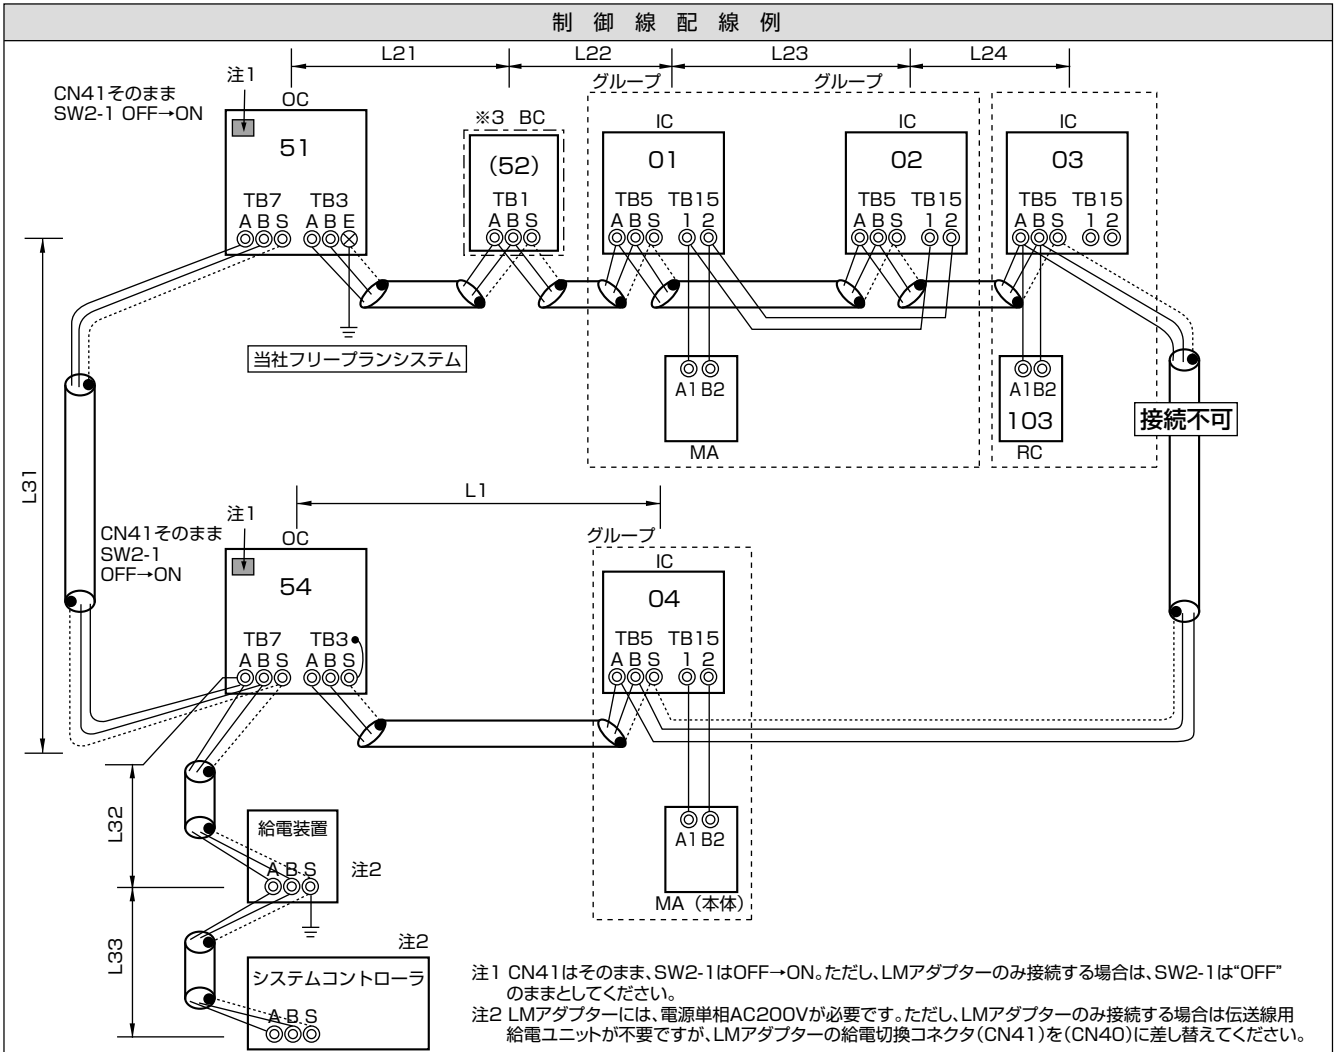 制御線配線例
L21
L22
L23
L24
グループ
グループ
注1
CN41そのまま
SW2-1 OFF→ON
OC
51
TB7
TB3
A B S
A B E
※3 BC
(52)
TB1
A B S
IC
01
TB5
TB15
A B S
1 2
IC
02
TB5
TB15
A B S
1 2
IC
03
TB5
TB15
A B S
1 2
当社フリープランシステム
A1 B2
MA
A1 B2
103
RC
接続不可
L31
L1
注1
CN41そのまま
SW2-1
OFF→ON
OC
54
TB7
TB3
A B S
A B S
グループ
IC
04
TB5
TB15
A B S
1 2
A1 B2
MA（本体）
L32
給電装置
A B S
注2
L33
注2
システムコントローラ
A B S
注1 CN41はそのまま、SW2-1はOFF→ON。ただし、LMアダプターのみ接続する場合は、SW2-1は“OFF”
のままとしてください。
注2 LMアダプターには、電源単相AC200Vが必要です。ただし、LMアダプターのみ接続する場合は伝送線用
給電ユニットが不要ですが、LMアダプターの給電切換コネクタ（CN41）を（CN40）に差し替えてください。